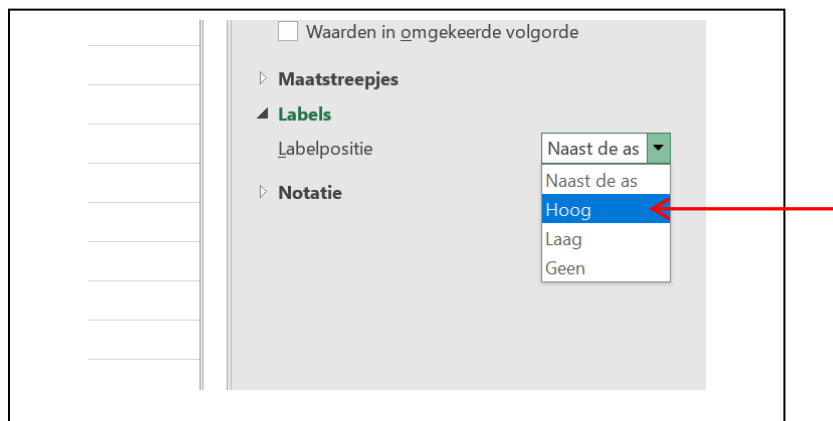 Waarden in omgekeerde volgorde
Maatstreepjes
Labels
Labelpositie Naast de as
Naast de as
Notatie
Hoog
Laag
Geen